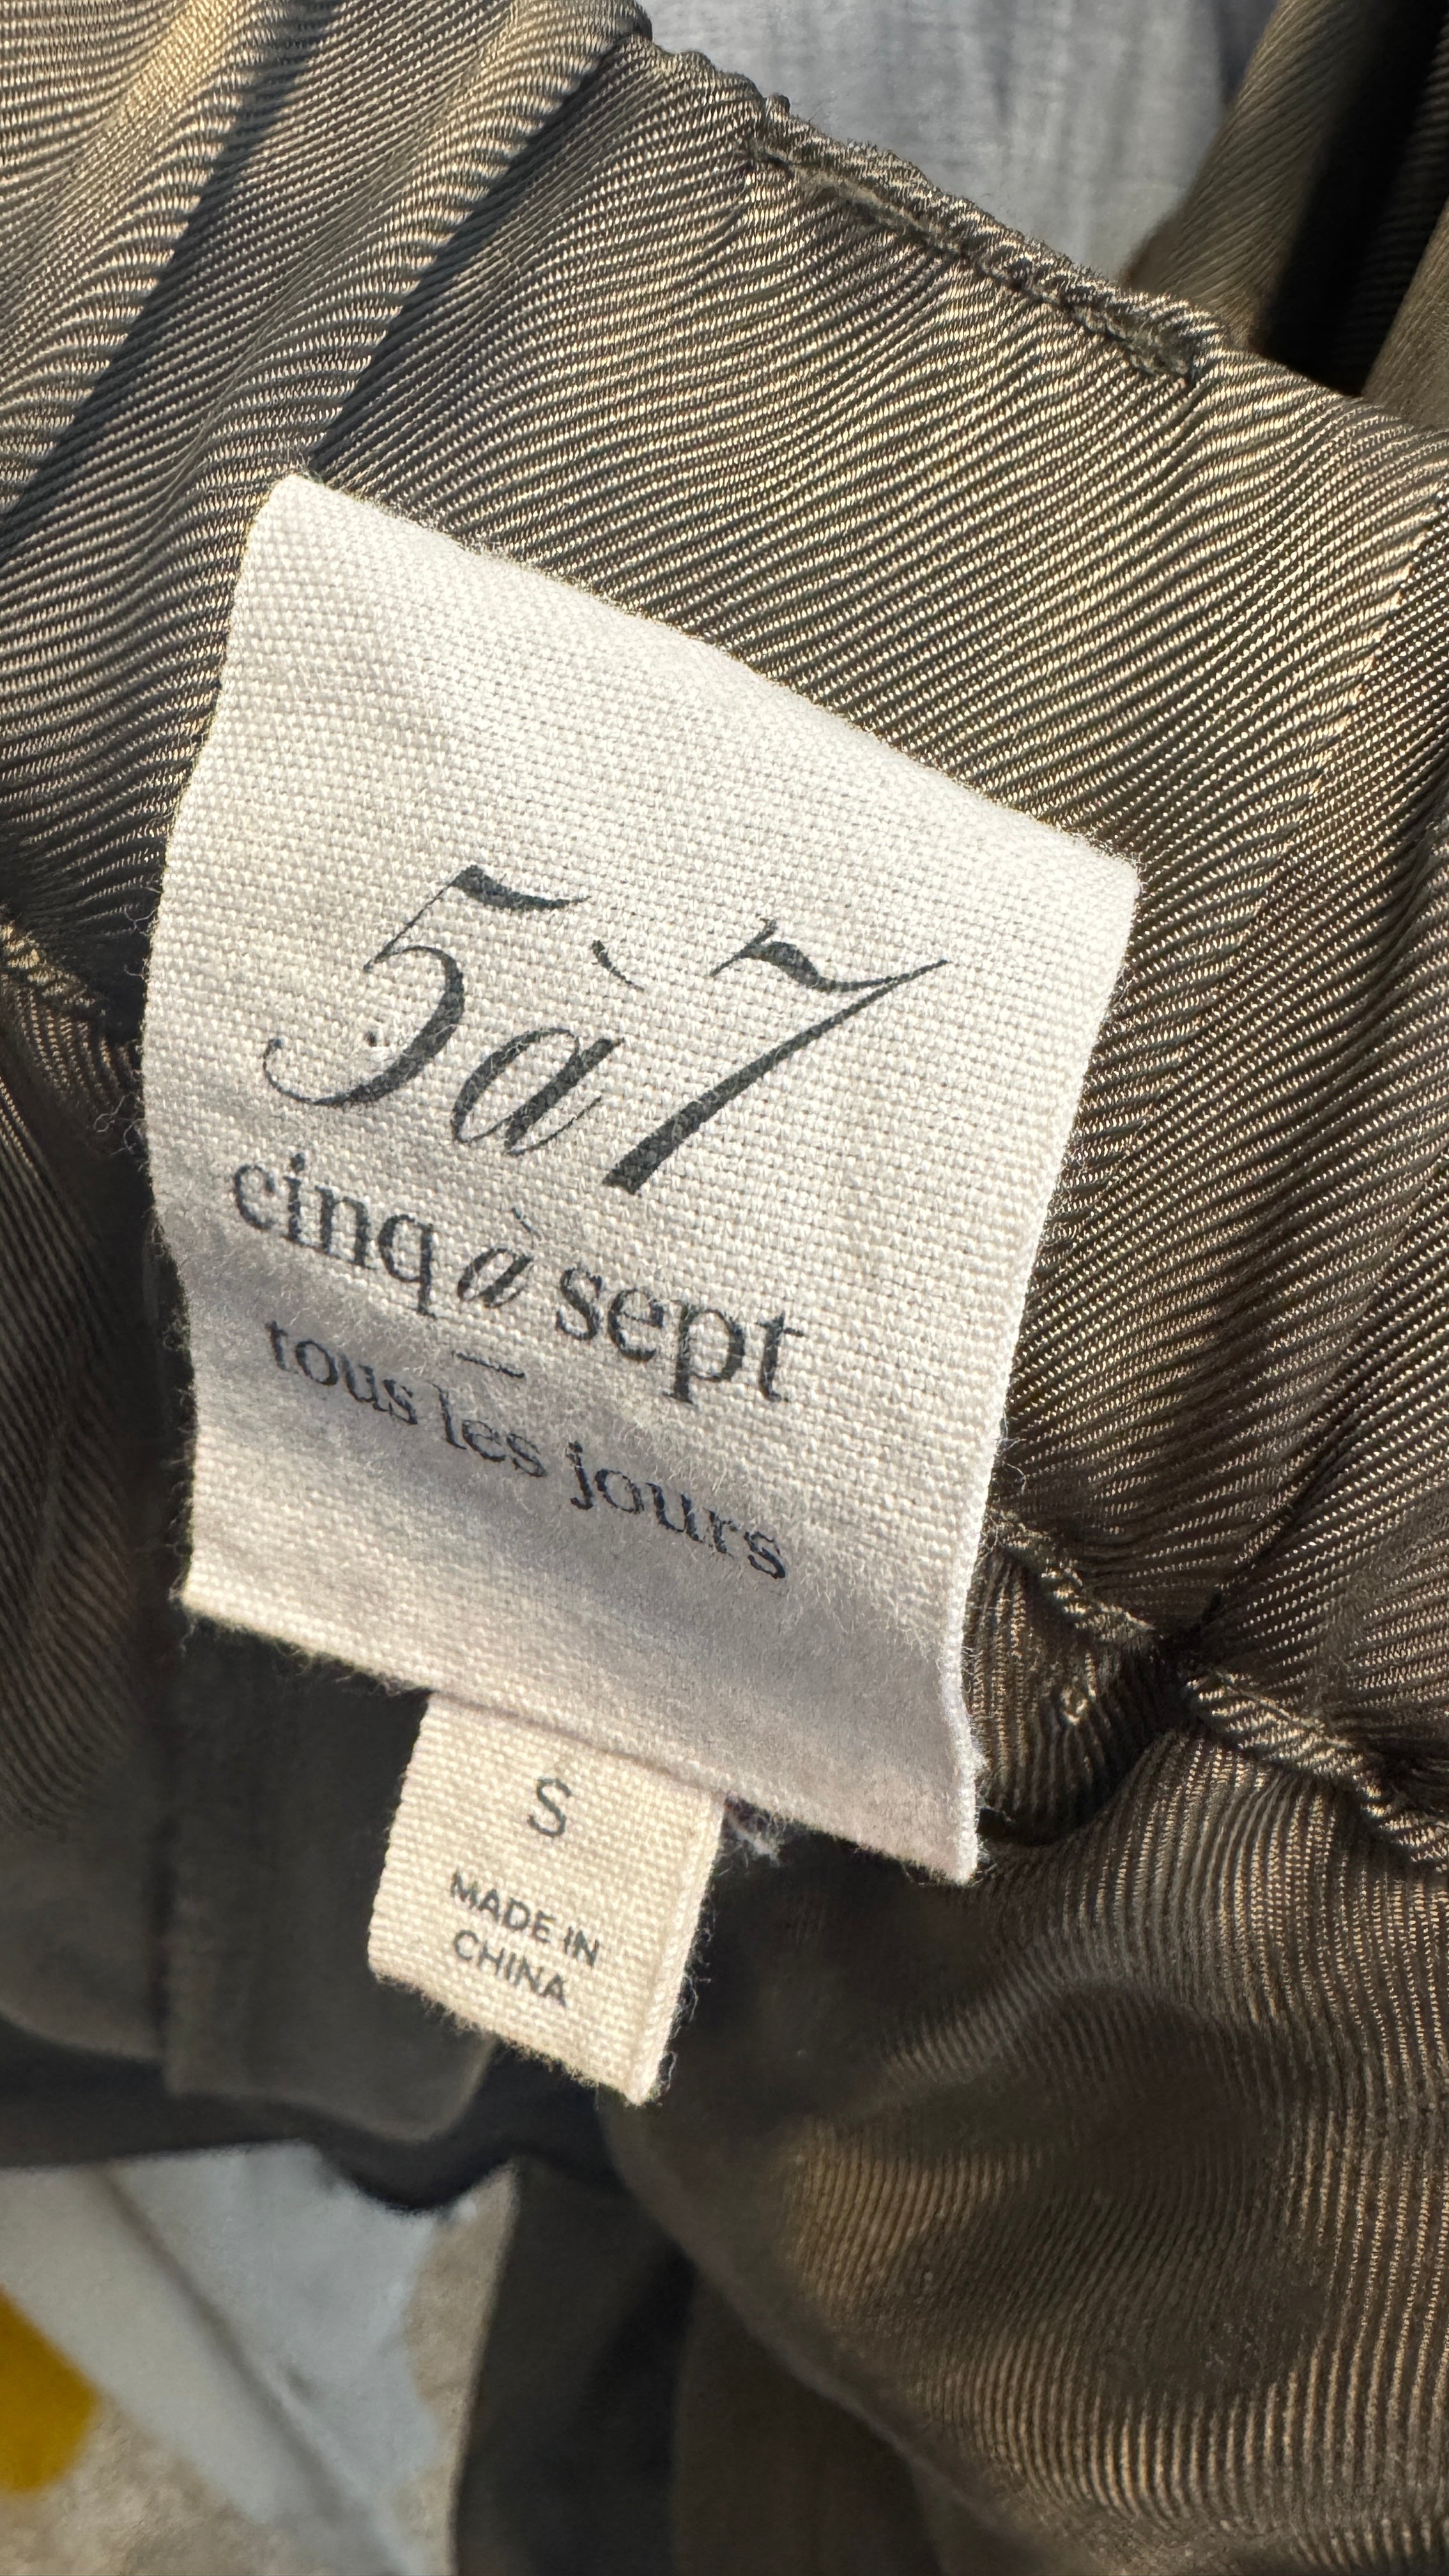 5à7
cinq à sept
—
tous les jours
S
MADE IN
CHINA